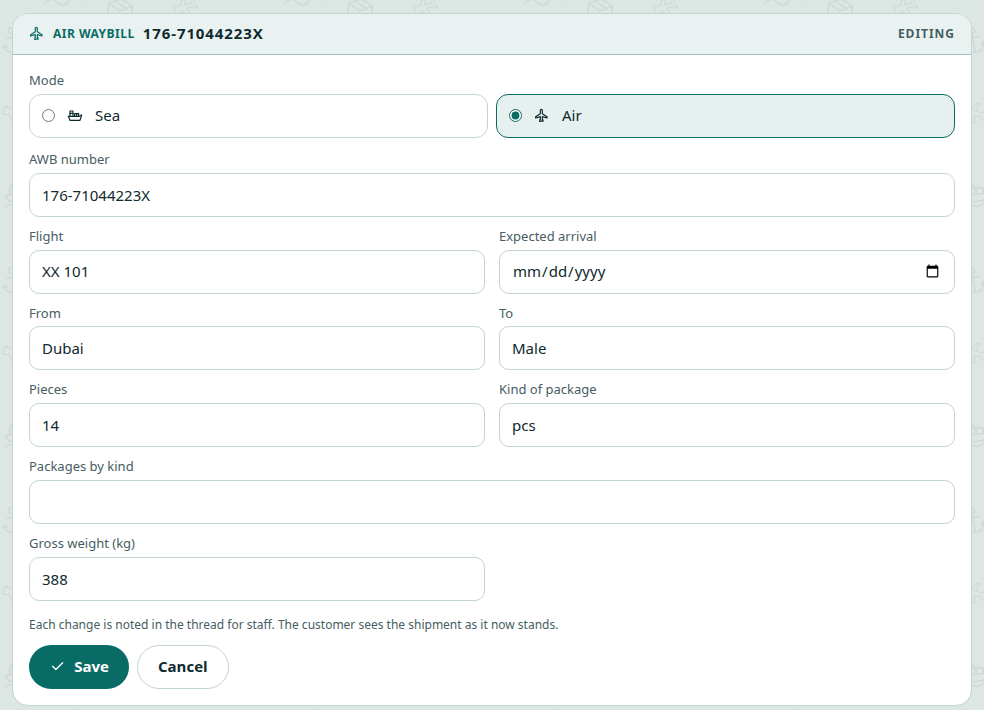 AIR WAYBILL 176-71044223X EDITING
Mode
Sea
Air
AWB number
176-71044223X
Flight Expected arrival
XX 101 mm/dd/yyyy
From To
Dubai Male
Pieces Kind of package
14 pcs
Packages by kind
Gross weight (kg)
388
Each change is noted in the thread for staff. The customer sees the shipment as it now stands.
Save Cancel